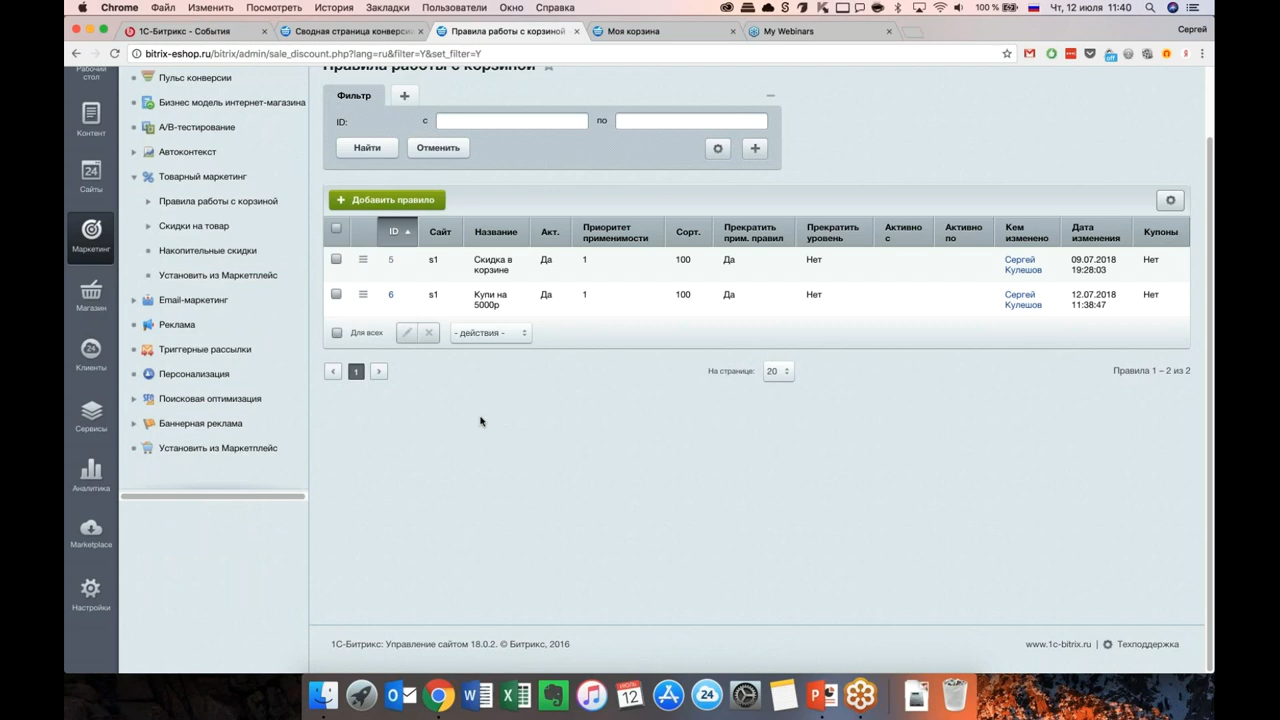 Chrome Файл Изменить Посмотреть История Закладки Пользователи Окно Справка 100 % Чт, 12 июля 11:40
1С-Битрикс - События × Сводная страница конверси × Правила работы с корзиной × Моя корзина × My Webinars × Сергей
bitrix-eshop.ru/bitrix/admin/sale_discount.php?lang=ru&filter=Y&set_filter=Y
Рабочий
стол
Контент
24
Сайты
Маркетинг
Магазин
24
Клиенты
Сервисы
Аналитика
Marketplace
Настройки
Пульс конверсии
Бизнес модель интернет-магазина
A/B-тестирование
Автоконтекст
Товарный маркетинг
Правила работы с корзиной
Скидки на товар
Накопительные скидки
Установить из Маркетплейс
Email-маркетинг
Реклама
Триггерные рассылки
Персонализация
Поисковая оптимизация
Баннерная реклама
Установить из Маркетплейс
Правила работы с корзиной
Фильтр
ID: с по
Найти Отменить
Добавить правило
ID Сайт Название Акт. Приоритет применимости Сорт. Прекратить прим. правил Прекратить уровень Активно с Активно по Кем изменено Дата изменения Купоны
5 s1 Скидка в корзине Да 1 100 Да Нет Сергей Кулешов 09.07.2018 19:28:03 Нет
6 s1 Купи на 5000р Да 1 100 Да Нет Сергей Кулешов 12.07.2018 11:38:47 Нет
Для всех - действия -
1 На странице: 20 Правила 1 – 2 из 2
1С-Битрикс: Управление сайтом 18.0.2. © Битрикс, 2016 www.1c-bitrix.ru | Техподдержка